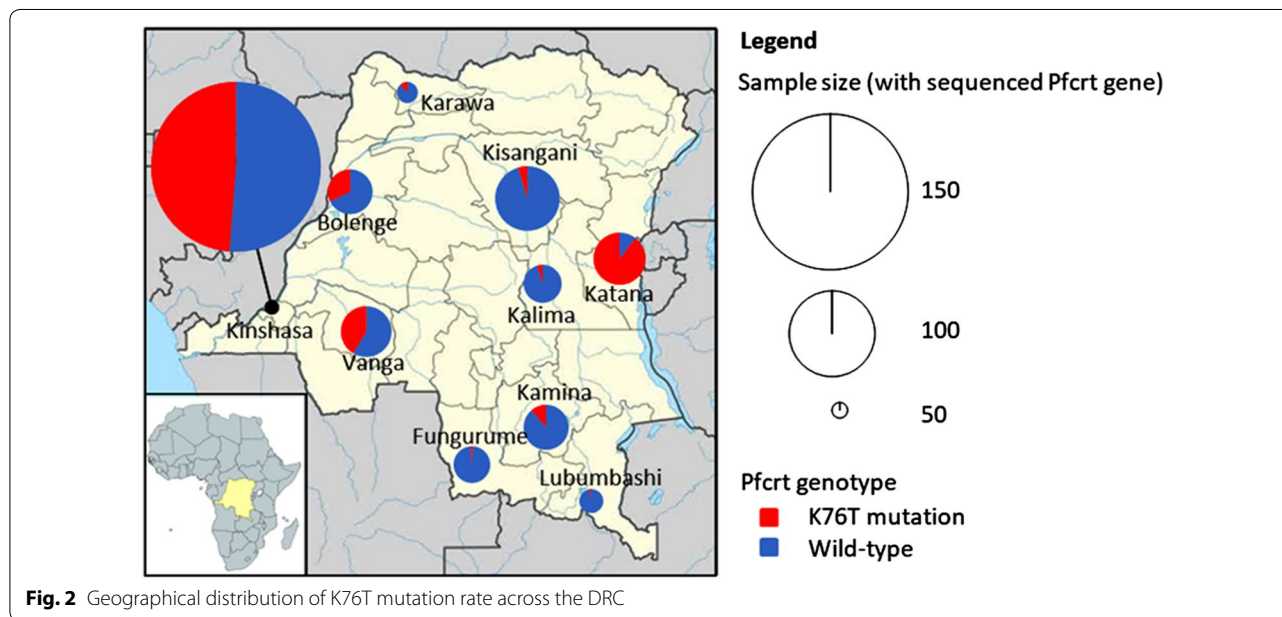 Karawa
Kisangani
Bolenge
Katana
Kalima
Kinshasa
Vanga
Kamina
Fungurume
Lubumbashi
Legend
Sample size (with sequenced Pfcrt gene)
150
100
50
Pfcrt genotype
K76T mutation
Wild-type
Fig. 2 Geographical distribution of K76T mutation rate across the DRC